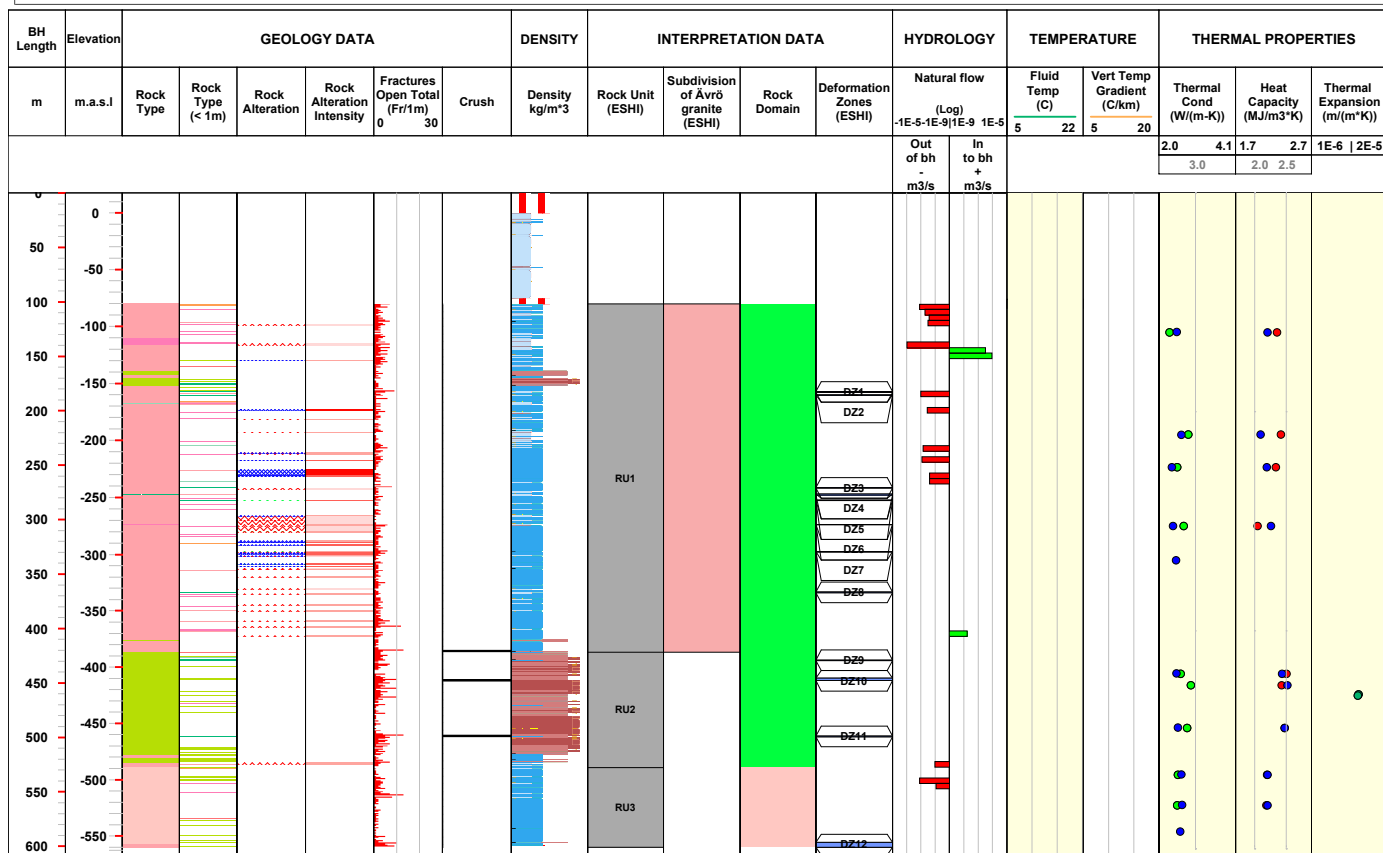 BH Length
Elevation
GEOLOGY DATA
DENSITY
INTERPRETATION DATA
HYDROLOGY
TEMPERATURE
THERMAL PROPERTIES
m
m.a.s.l
Rock
Type
Rock
Type
(< 1m)
Rock
Alteration
Rock
Alteration
Intensity
Fractures
Open Total
(Fr/1m)
0 30
Crush
Density
kg/m*3
Rock Unit
(ESHI)
Subdivision
of Ävrö
granite
(ESHI)
Rock
Domain
Deformation
Zones
(ESHI)
Natural flow
(Log)
-1E-5-1E-9|1E-9 1E-5
Fluid
Temp
(C)
5 22
Vert Temp
Gradient
(C/km)
5 20
Thermal
Cond
(W/(m-K))
Heat
Capacity
(MJ/m3*K)
Thermal
Expansion
(m/(m*K))
Out
of bh
-
m3/s
In
to bh
+
m3/s
2.0 4.1
1.7 2.7
1E-6 | 2E-5
3.0
2.0 2.5
0
0
50
-50
100
-100
150
-150
DZ1
200
DZ2
-200
250
RU1
DZ3
-250
DZ4
300
DZ5
-300
DZ6
350
DZ7
DZ8
-350
400
-400
DZ9
450
DZ10
RU2
-450
500
DZ11
-500
550
RU3
-550
600
DZ12